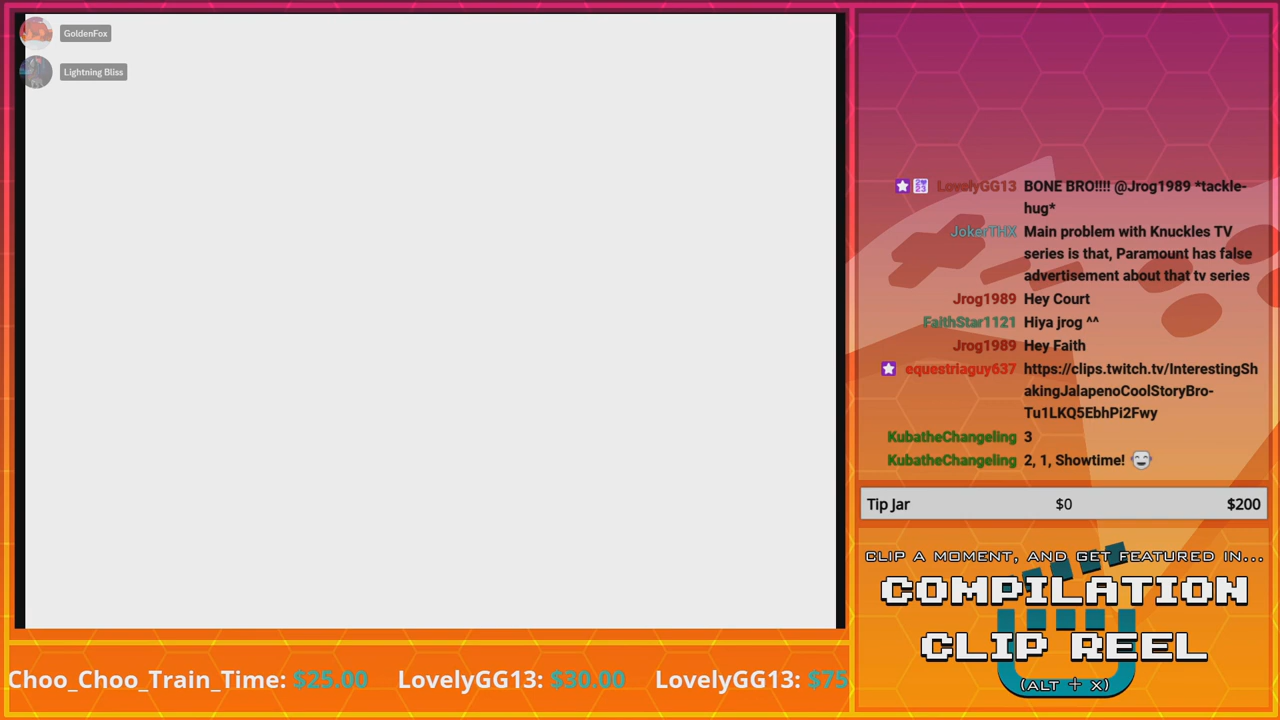 GoldenFox
Lightning Bliss
LovelyGG13 BONE BRO!!!! @Jrog1989 *tackle-
hug*
JokerTHX Main problem with Knuckles TV
series is that, Paramount has false
advertisement about that tv series
Jrog1989 Hey Court
FaithStar1121 Hiya jrog ^^
Jrog1989 Hey Faith
equestriaguy637 https://clips.twitch.tv/InterestingSh
akingJalapenoCoolStoryBro-
Tu1LKQ5EbhPi2Fwy
KubatheChangeling 3
KubatheChangeling 2, 1, Showtime!
Tip Jar $0 $200
CLIP A MOMENT, AND GET FEATURED IN...
COMPILATION
CLIP REEL
(ALT + X)
Choo_Choo_Train_Time: $25.00 LovelyGG13: $30.00 LovelyGG13: $75